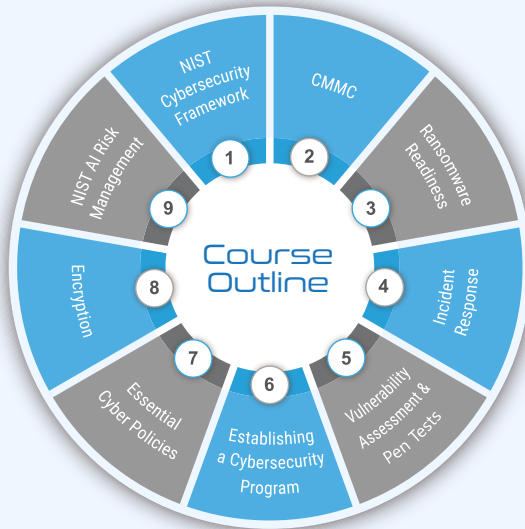 Course
Outline
1
NIST
Cybersecurity
Framework
2
CMMC
3
Ransomware
Readiness
4
Incident
Response
5
Vulnerability
Assessment &
Pen Tests
6
Establishing
a Cybersecurity
Program
7
Essential
Cyber Policies
8
Encryption
9
NIST AI Risk
Management